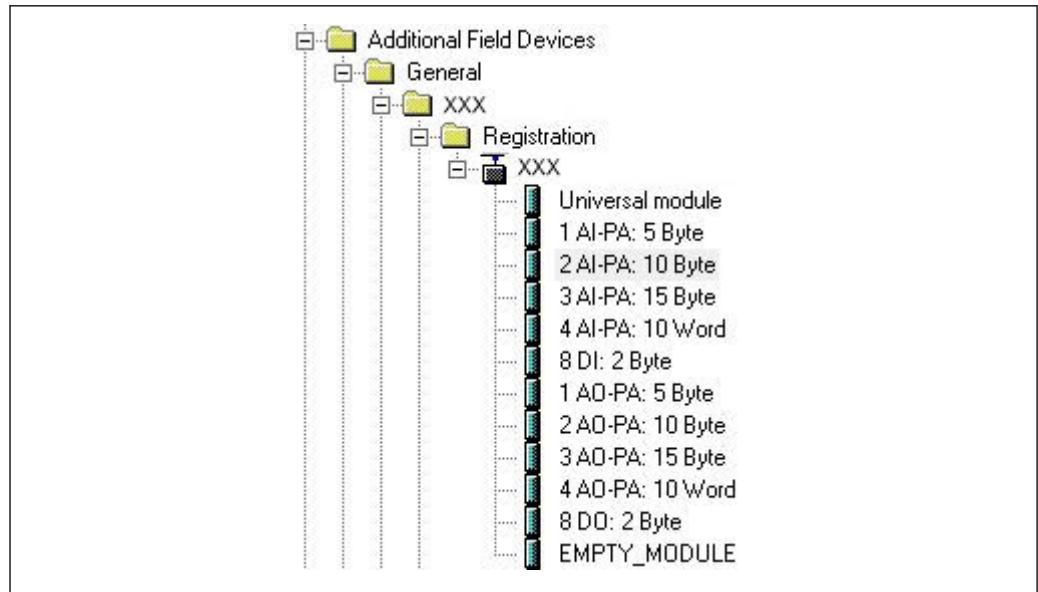 Additional Field Devices
General
XXX
Registration
XXX
Universal module
1 AI-PA: 5 Byte
2 AI-PA: 10 Byte
3 AI-PA: 15 Byte
4 AI-PA: 10 Word
8 DI: 2 Byte
1 AO-PA: 5 Byte
2 AO-PA: 10 Byte
3 AO-PA: 15 Byte
4 AO-PA: 10 Word
8 DO: 2 Byte
EMPTY_MODULE